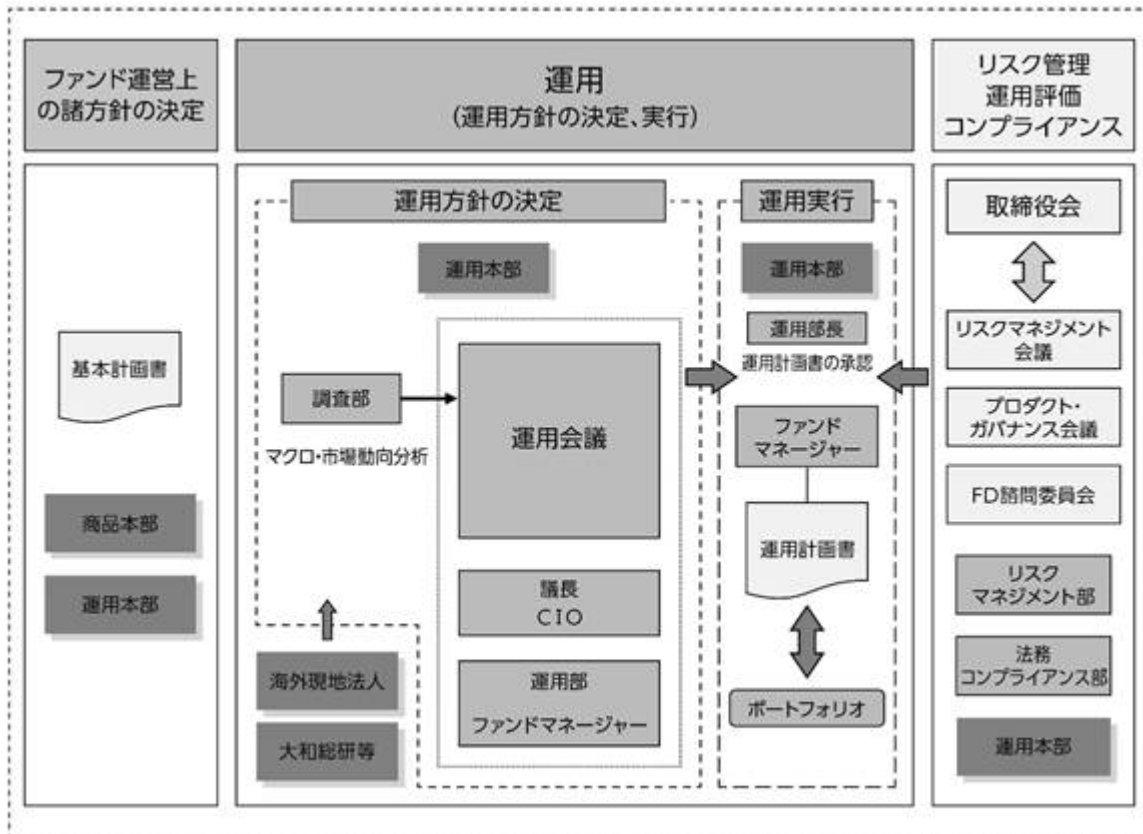 ファンド運営上
の諸方針の決定
運用
(運用方針の決定、実行)
リスク管理
運用評価
コンプライアンス
基本計画書
商品本部
運用本部
運用方針の決定
運用本部
調査部
マクロ・市場動向分析
運用会議
議長
CIO
運用部
ファンドマネージャー
海外現地法人
大和総研等
運用実行
運用本部
運用部長
運用計画書の承認
ファンド
マネージャー
運用計画書
ポートフォリオ
取締役会
リスクマネジメント
会議
プロダクト・
ガバナンス会議
FD諮問委員会
リスク
マネジメント部
法務
コンプライアンス部
運用本部